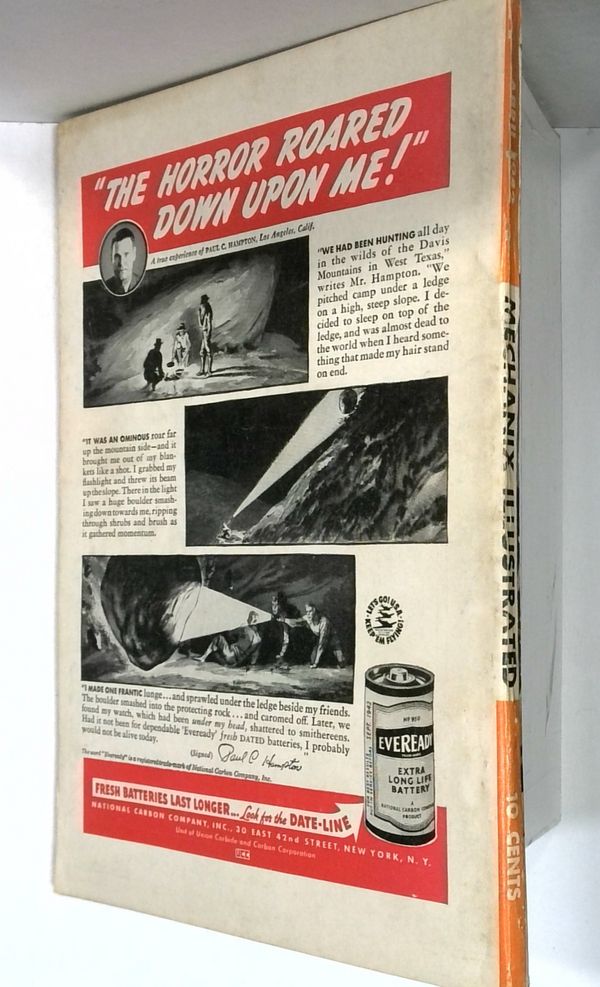 "THE HORROR ROARED
DOWN UPON ME!"
A true experience of PAUL C. HAMPTON, Los Angeles, Calif.
"WE HAD BEEN HUNTING all day
in the wilds of the Davis
Mountains in West Texas,"
writes Mr. Hampton. "We
pitched camp under a ledge
on a high, steep slope. I de-
cided to sleep on top of the
ledge, and was almost dead to
the world when I heard some-
thing that made my hair stand
on end.
"IT WAS AN OMINOUS roar far
up the mountain side—and it
brought me out of my blan-
kets like a shot. I grabbed my
flashlight and threw its beam
up the slope. There in the light
I saw a huge boulder smash-
ing down towards me, ripping
through shrubs and brush as
it gathered momentum.
"I MADE ONE FRANTIC lunge...and sprawled under the ledge beside my friends.
The boulder smashed into the protecting rock...and caromed off. Later, we
found my watch, which had been under my head, shattered to smithereens.
Had it not been for dependable 'Eveready' fresh DATED batteries, I probably
would not be alive today.
(Signed) Paul C Hampton
The word "Eveready" is a registered trade-mark of National Carbon Company, Inc.
LET'S GO! U.S.A.
KEEP 'EM FLYING!
SEPT. 1942
No 950
EVEREADY
EXTRA
LONG LIFE
BATTERY
A
NATIONAL CARBON COMPANY
PRODUCT
FRESH BATTERIES LAST LONGER... Look for the DATE-LINE
NATIONAL CARBON COMPANY, INC., 30 EAST 42nd STREET, NEW YORK, N. Y.
Unit of Union Carbide and Carbon Corporation
UCC
APRIL
MECHANIX ILLUSTRATED
10 CENTS